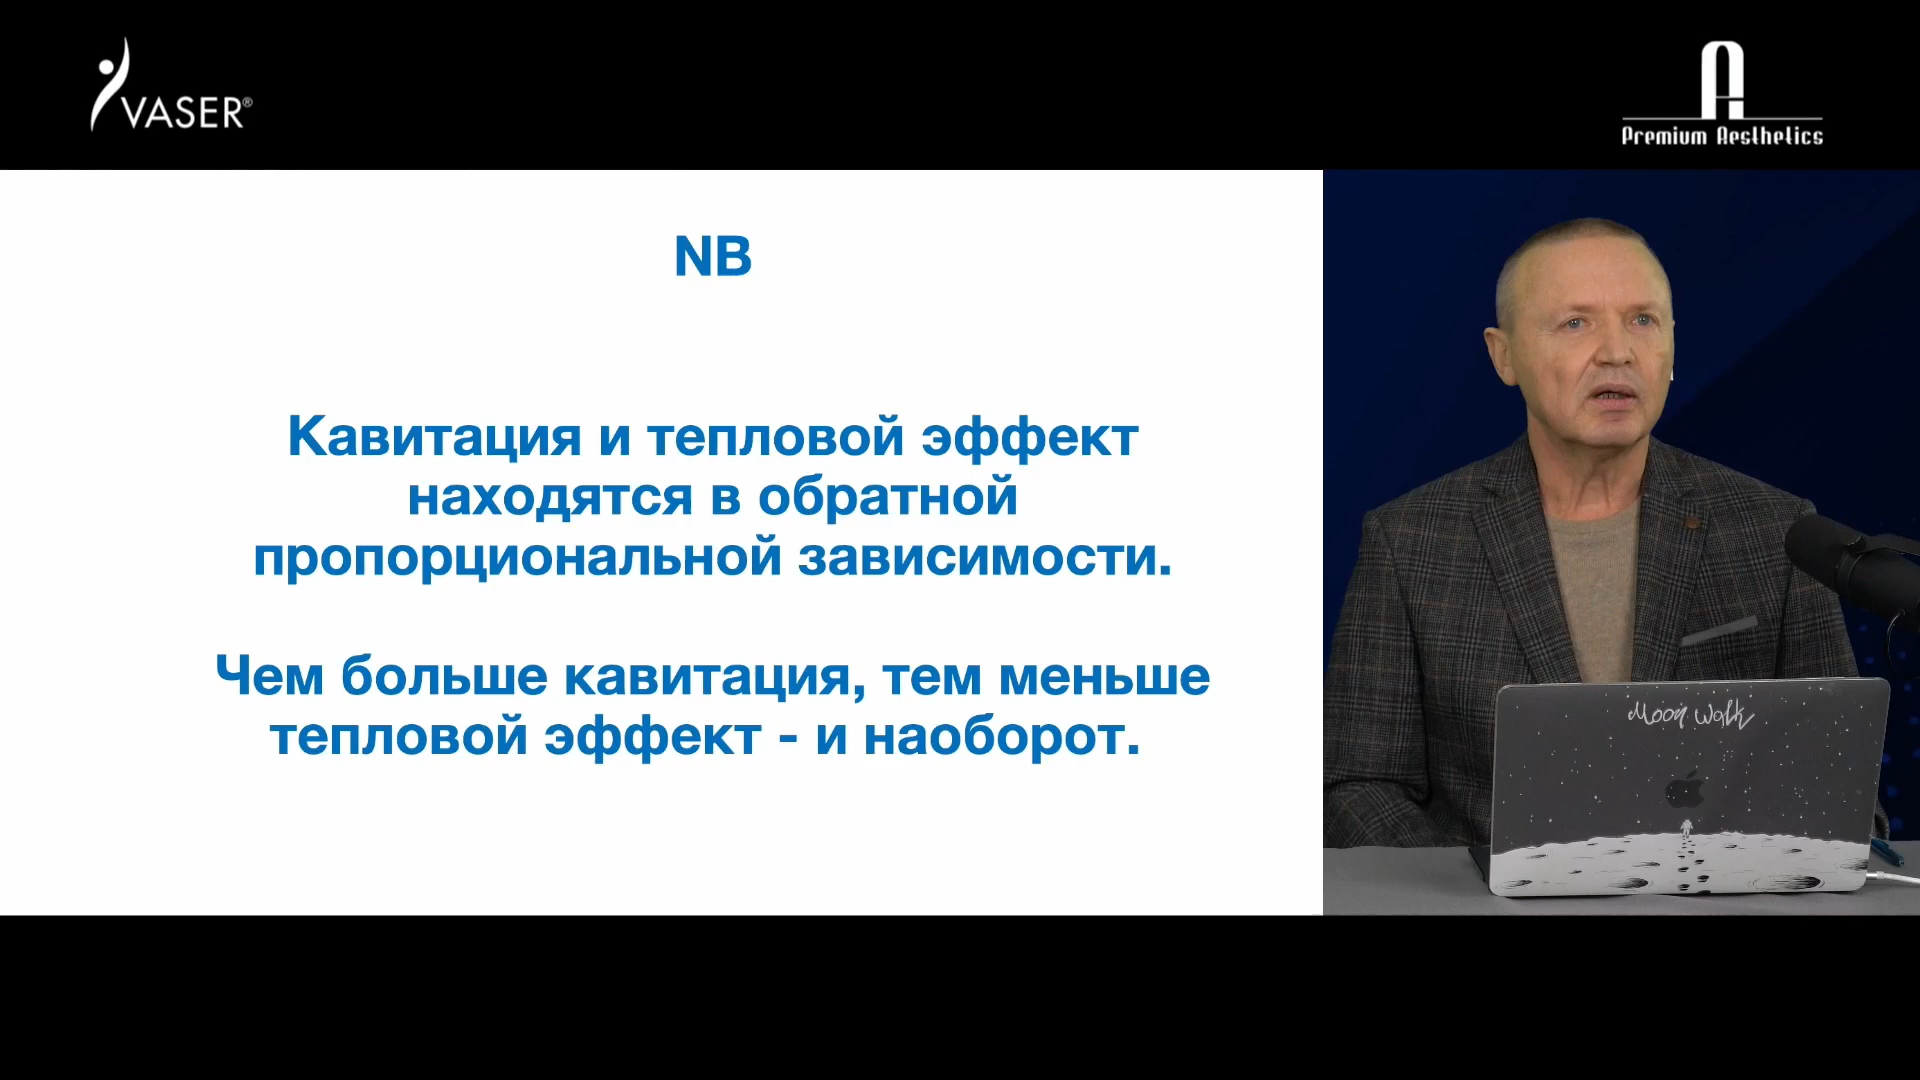 VASER®
Premium Aesthetics
NB
Кавитация и тепловой эффект
находятся в обратной
пропорциональной зависимости.
Чем больше кавитация, тем меньше
тепловой эффект - и наоборот.
Moon Walk